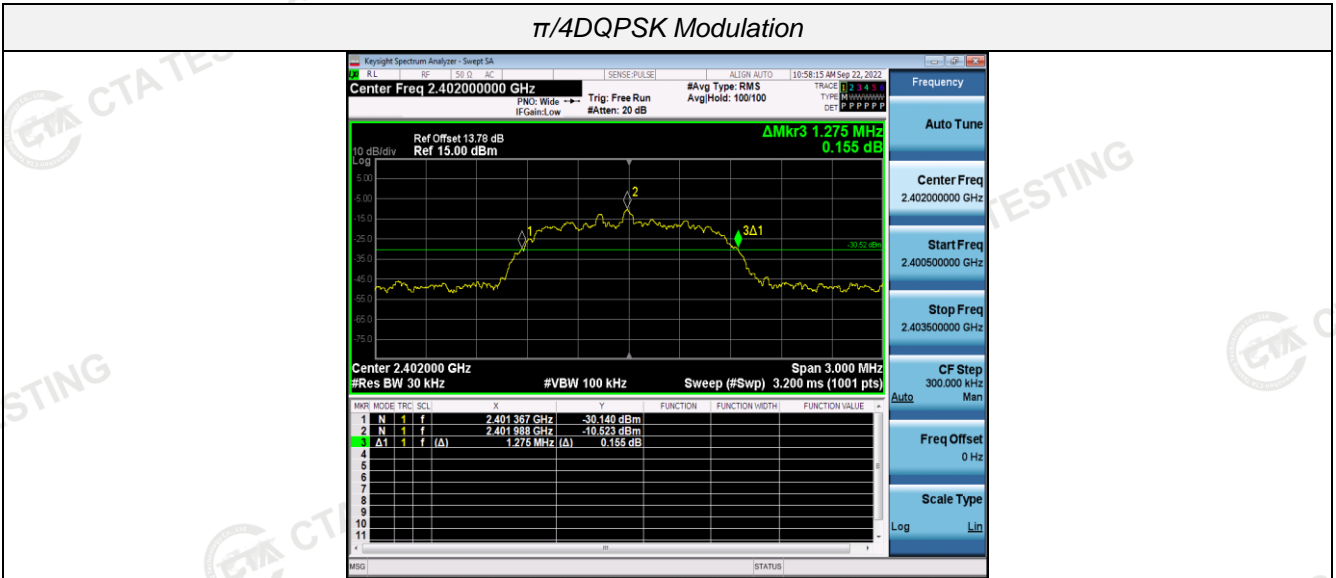 π/4DQPSK Modulation
Keysight Spectrum Analyzer - Swept SA
RL RF 50 Ω AC SENSE:PULSE ALIGN AUTO 10:58:15 AM Sep 22, 2022
Center Freq 2.402000000 GHz #Avg Type: RMS TRACE 1 2 3 4 5 6
PNO: Wide Trig: Free Run Avg|Hold: 100/100 TYPE M WWWWW
IFGain:Low #Atten: 20 dB DET P P P P P P
Frequency
Auto Tune
Center Freq
2.402000000 GHz
Start Freq
2.400500000 GHz
Stop Freq
2.403500000 GHz
CF Step
300.000 kHz
Auto Man
Freq Offset
0 Hz
Scale Type
Log Lin
ΔMkr3 1.275 MHz
0.155 dB
Ref Offset 13.78 dB
10 dB/div Ref 15.00 dBm
Log
5.00
-5.00
-15.0
-25.0
-35.0
-45.0
-55.0
-65.0
-75.0
1
2
3Δ1
-30.52 dBm
Center 2.402000 GHz Span 3.000 MHz
#Res BW 30 kHz #VBW 100 kHz Sweep (#Swp) 3.200 ms (1001 pts)
MKR MODE TRC SCL X Y FUNCTION FUNCTION WIDTH FUNCTION VALUE
1 N 1 f 2.401 367 GHz -30.140 dBm
2 N 1 f 2.401 988 GHz -10.523 dBm
3 Δ1 1 f (Δ) 1.275 MHz (Δ) 0.155 dB
4
5
6
7
8
9
10
11
MSG STATUS
CTA TES
TESTING
STING
CTA
C